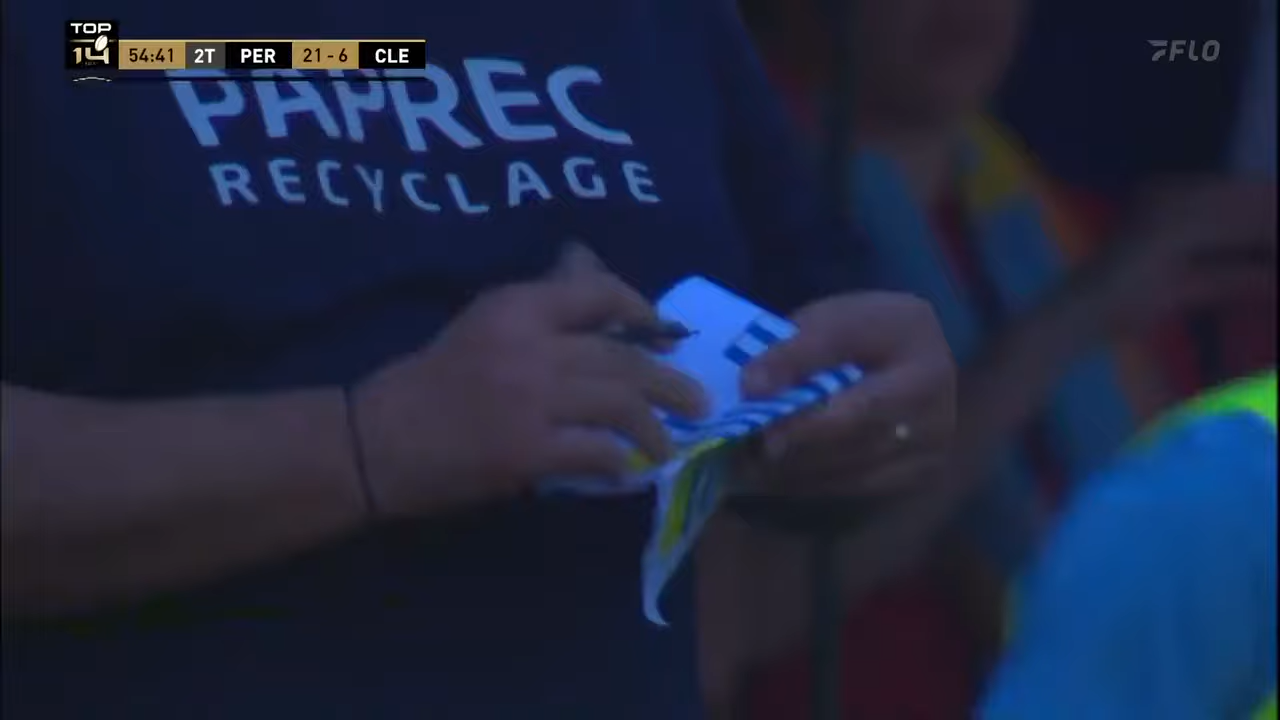 TOP
14
54:41 2T PER 21 - 6 CLE
FLO
PAPREC
RECYCLAGE